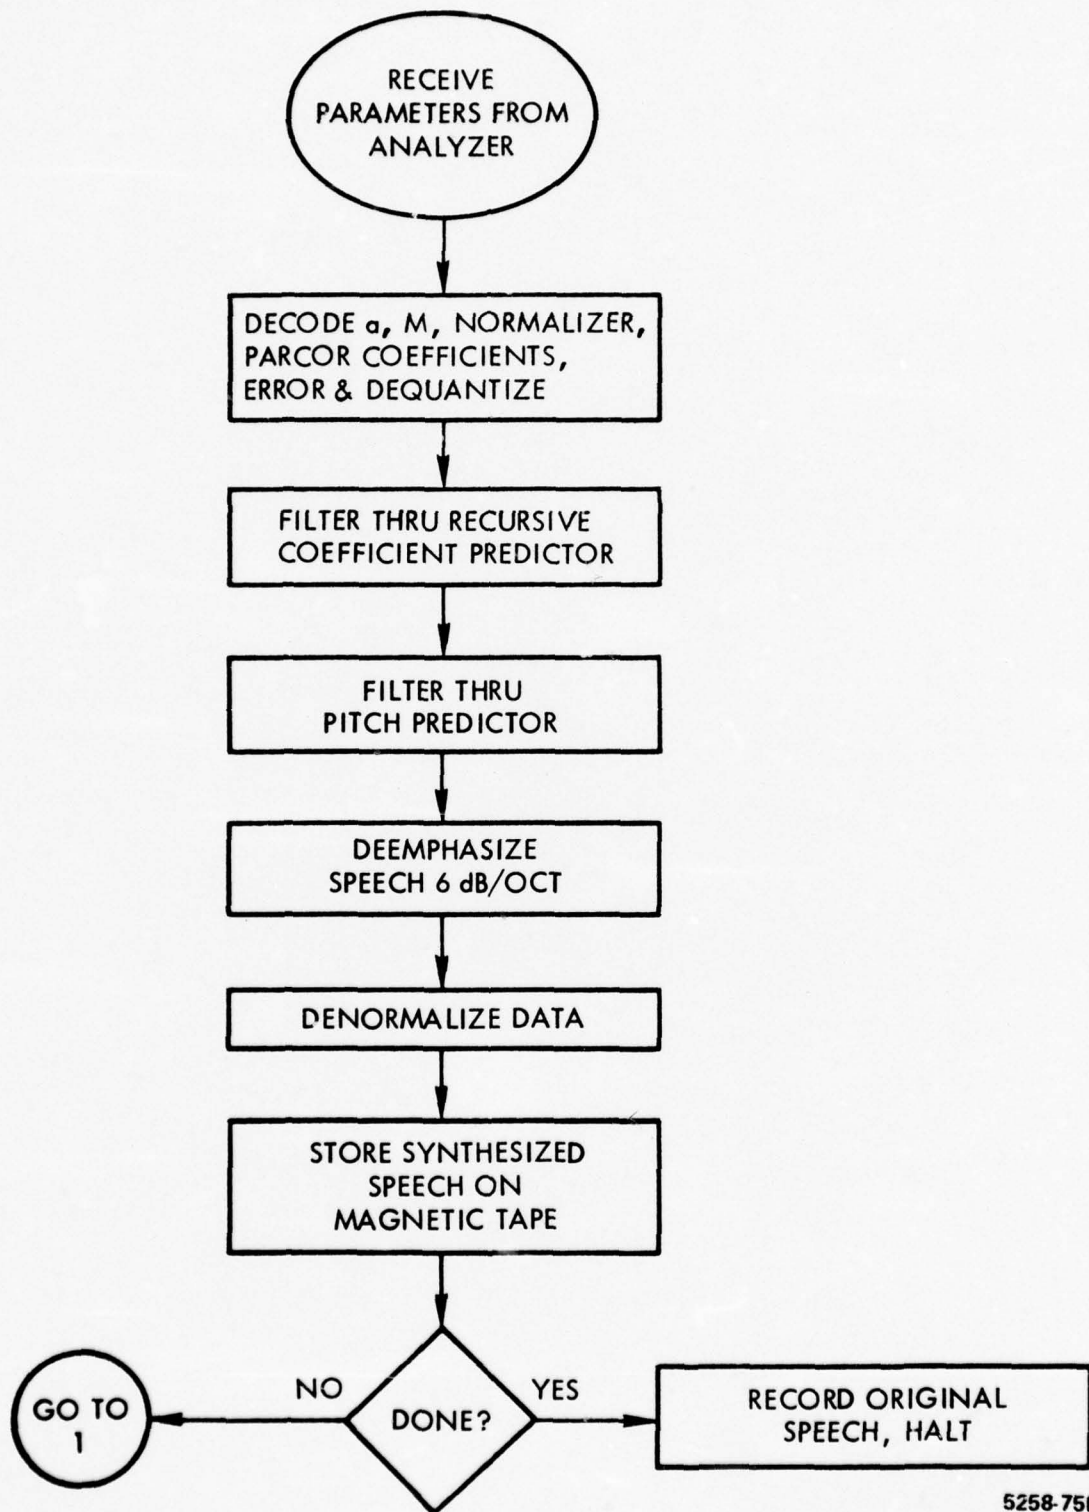 RECEIVE
PARAMETERS FROM
ANALYZER
DECODE a, M, NORMALIZER,
PARCOR COEFFICIENTS,
ERROR & DEQUANTIZE
FILTER THRU RECURSIVE
COEFFICIENT PREDICTOR
FILTER THRU
PITCH PREDICTOR
DEEMPHASIZE
SPEECH 6 dB/OCT
DENORMALIZE DATA
STORE SYNTHESIZED
SPEECH ON
MAGNETIC TAPE
GO TO
1
NO
DONE?
YES
RECORD ORIGINAL
SPEECH, HALT